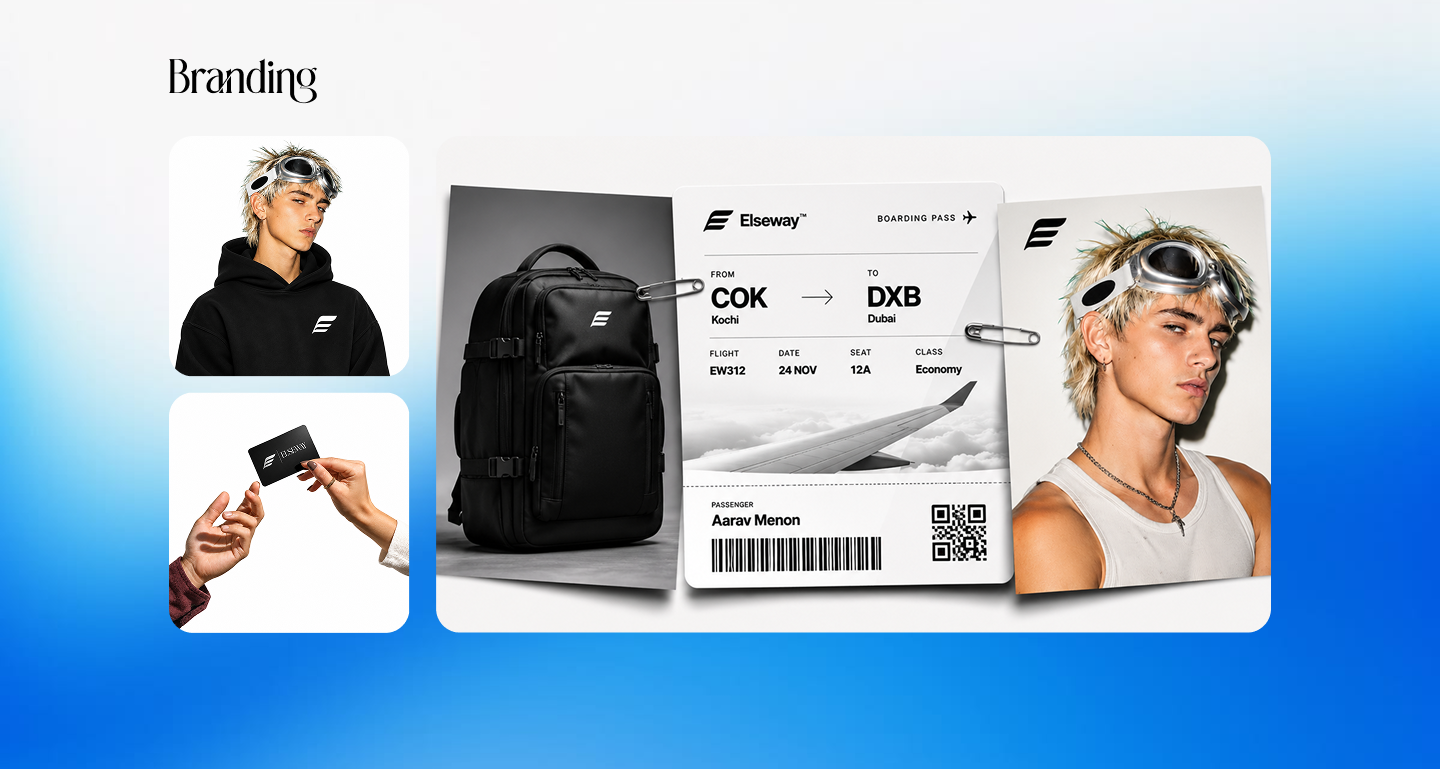 Branding
ELSEWAY
Elseway™
BOARDING PASS
FROM
TO
COK
DXB
Kochi
Dubai
FLIGHT
DATE
SEAT
CLASS
EW312
24 NOV
12A
Economy
PASSENGER
Aarav Menon